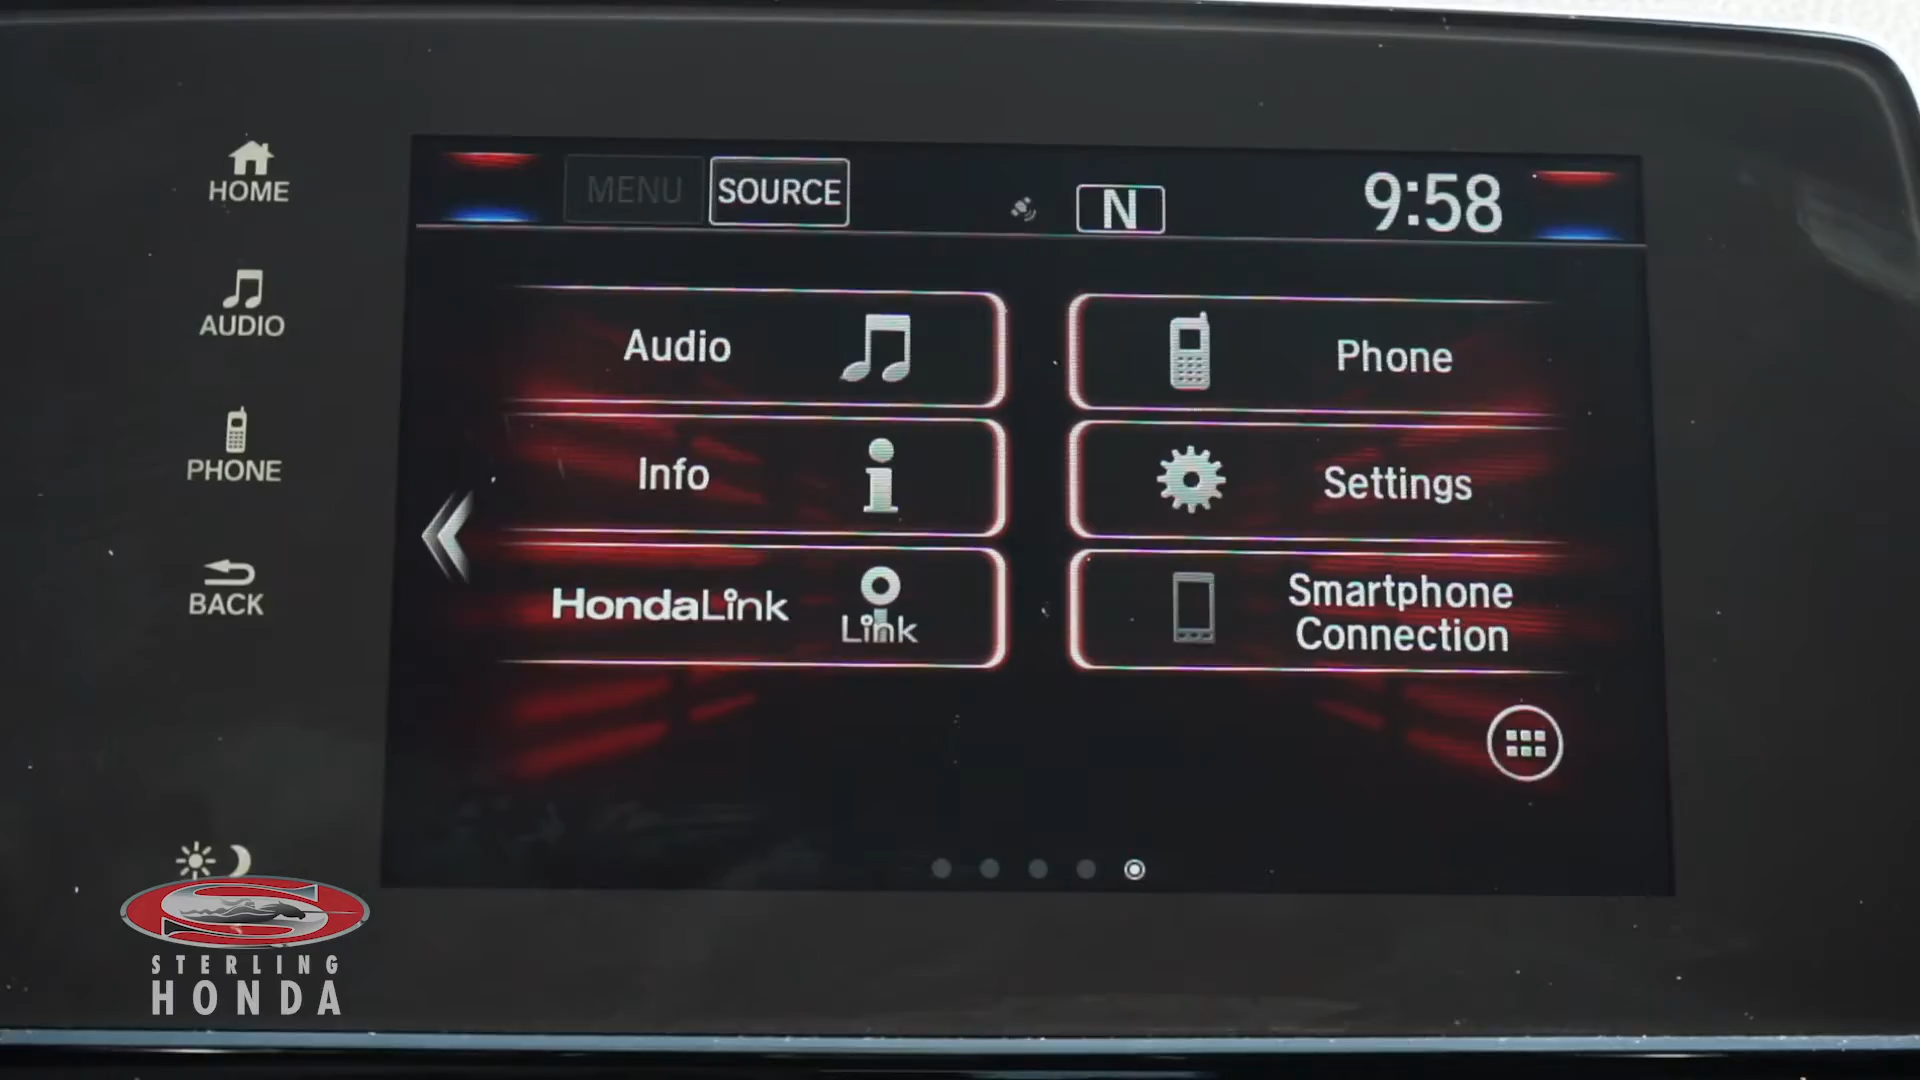 HOME
AUDIO
PHONE
BACK
MENU
SOURCE
N
9:58
Audio
Phone
Info
Settings
HondaLink
Link
Smartphone
Connection
S
STERLING
HONDA